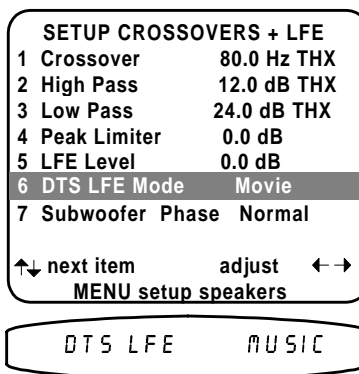 SETUP CROSSOVERS + LFE
1 Crossover 80.0 Hz THX
2 High Pass 12.0 dB THX
3 Low Pass 24.0 dB THX
4 Peak Limiter 0.0 dB
5 LFE Level 0.0 dB
6 DTS LFE Mode Movie
7 Subwoofer Phase Normal
↑↓ next item adjust ←→
MENU setup speakers
DTS LFE MUSIC